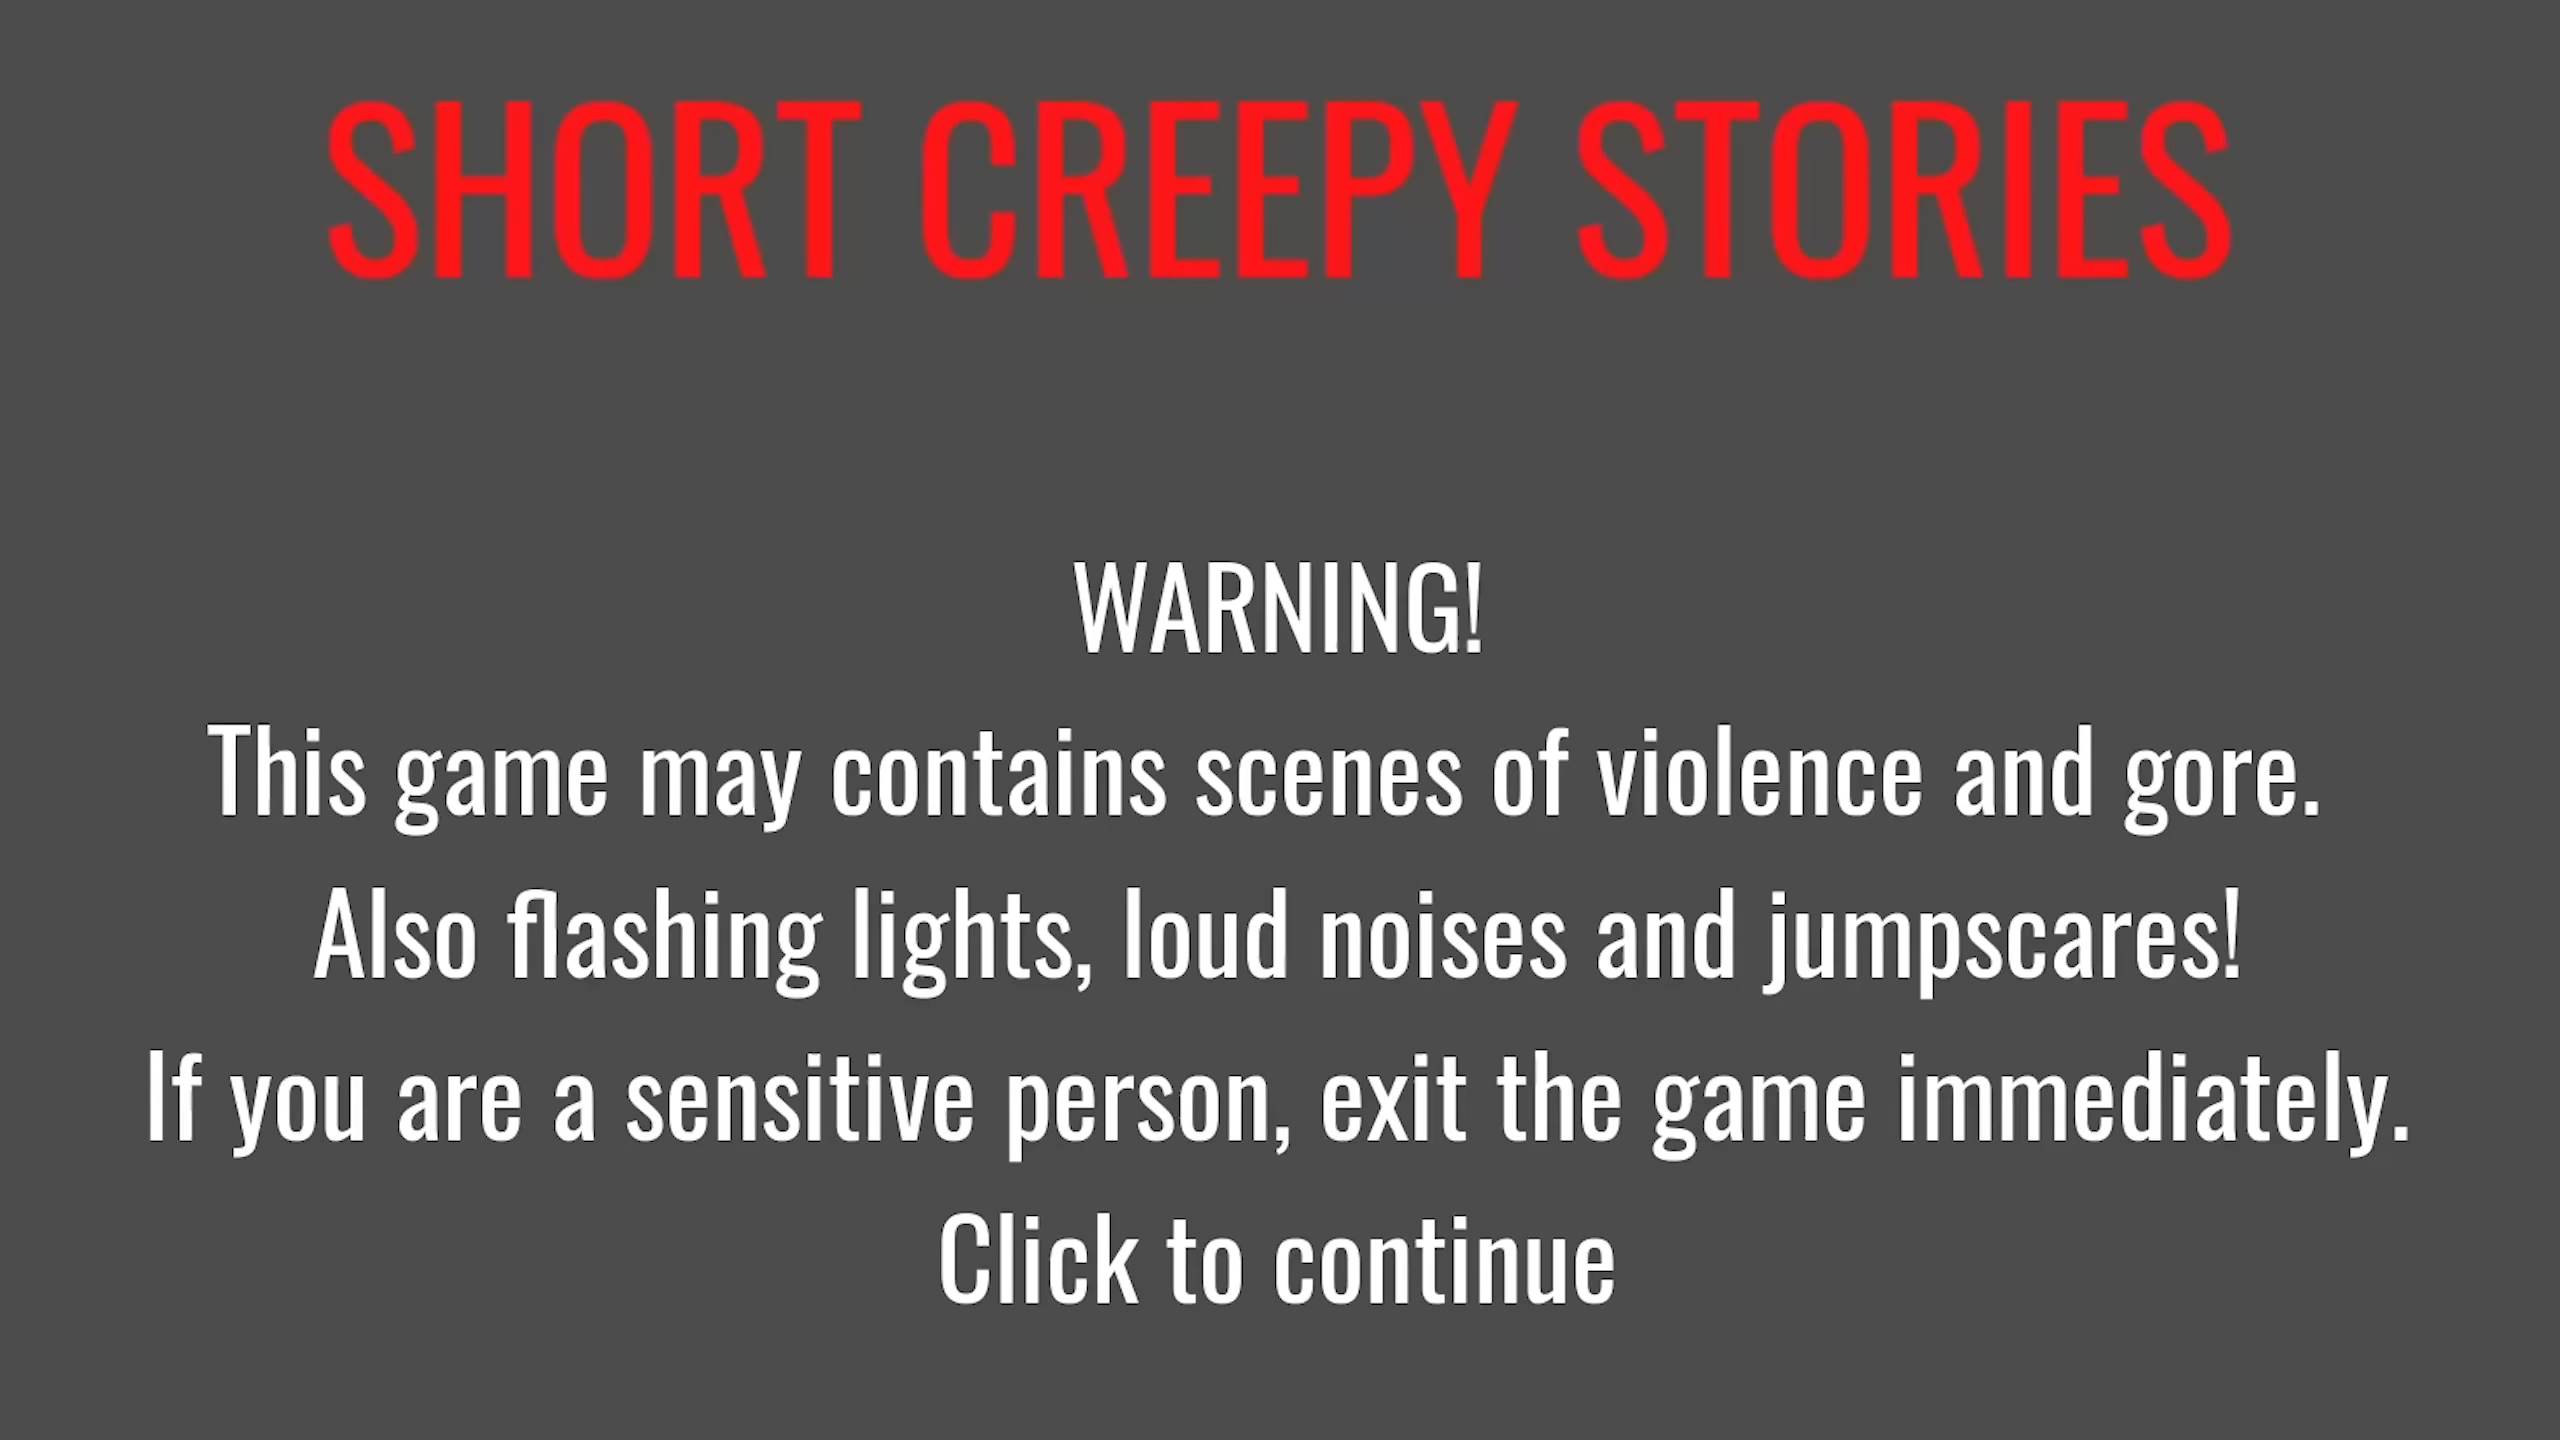 SHORT CREEPY STORIES
WARNING!
This game may contains scenes of violence and gore.
Also flashing lights, loud noises and jumpscares!
If you are a sensitive person, exit the game immediately.
Click to continue